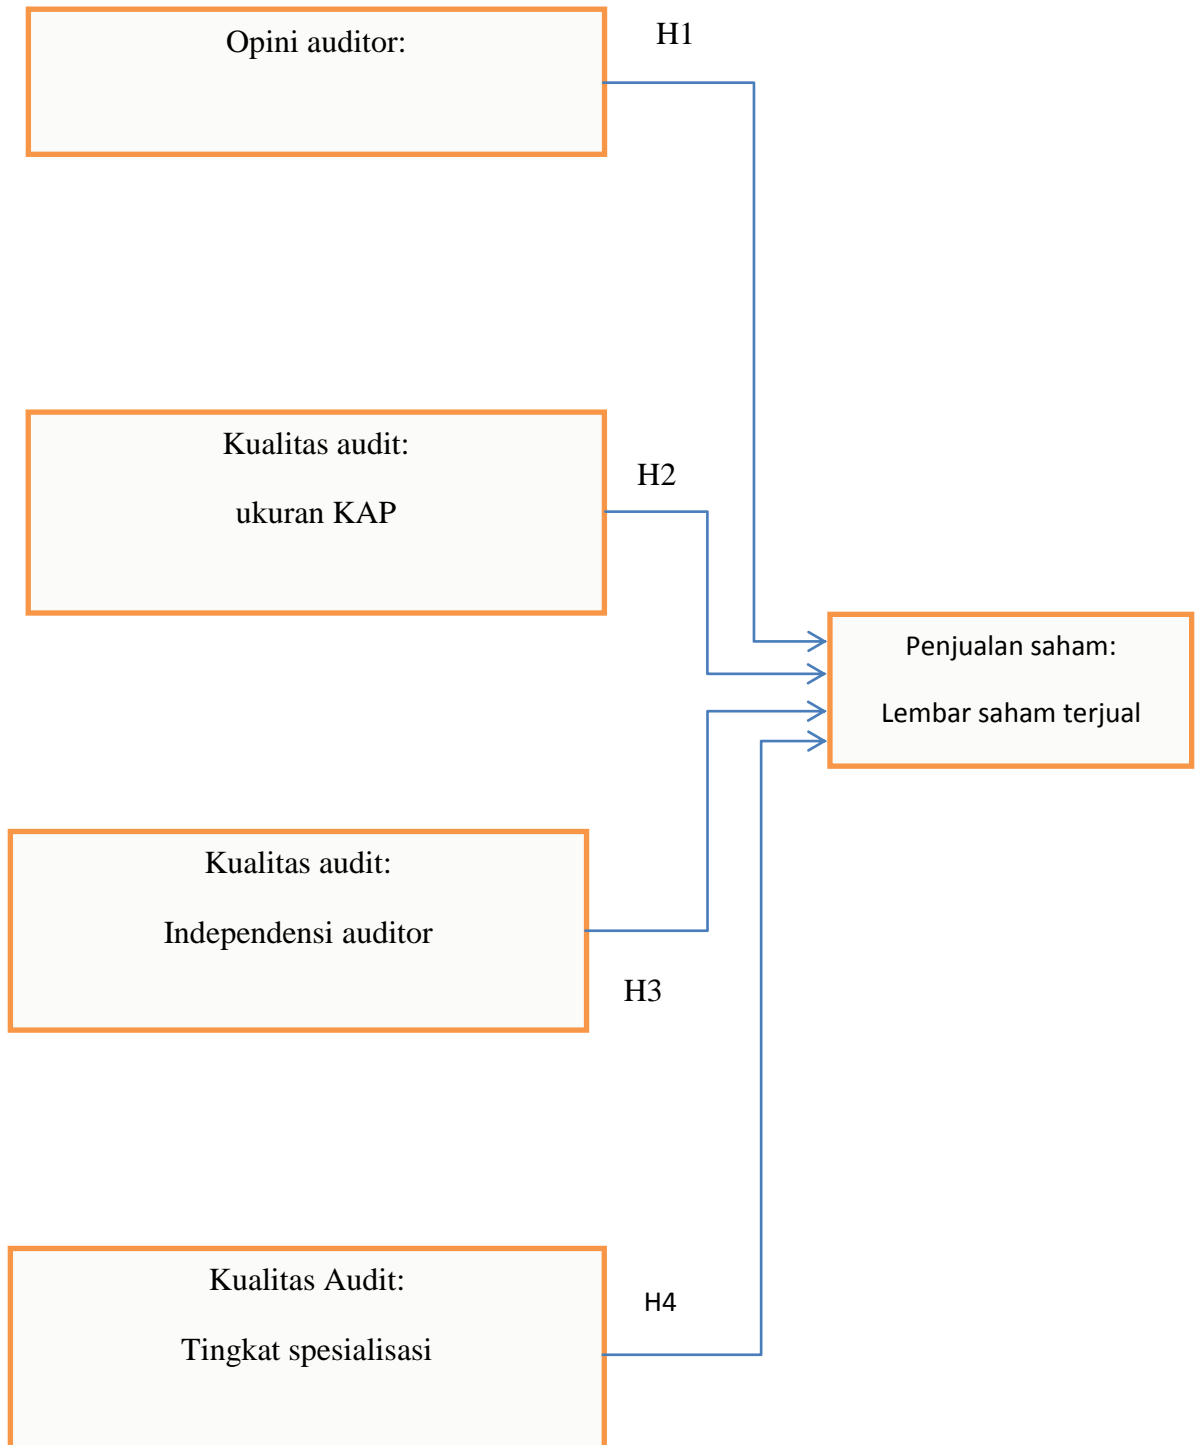 Opini auditor:
H1
Kualitas audit:
ukuran KAP
H2
Penjualan saham:
Lembar saham terjual
Kualitas audit:
Independensi auditor
H3
Kualitas Audit:
Tingkat spesialisasi
H4